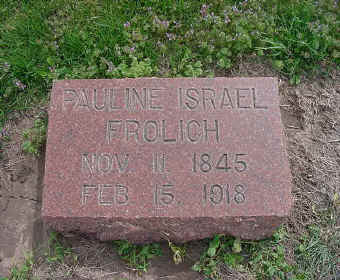 PAULINE ISRAEL
FROLICH
NOV. 11. 1845
FEB. 15. 1918